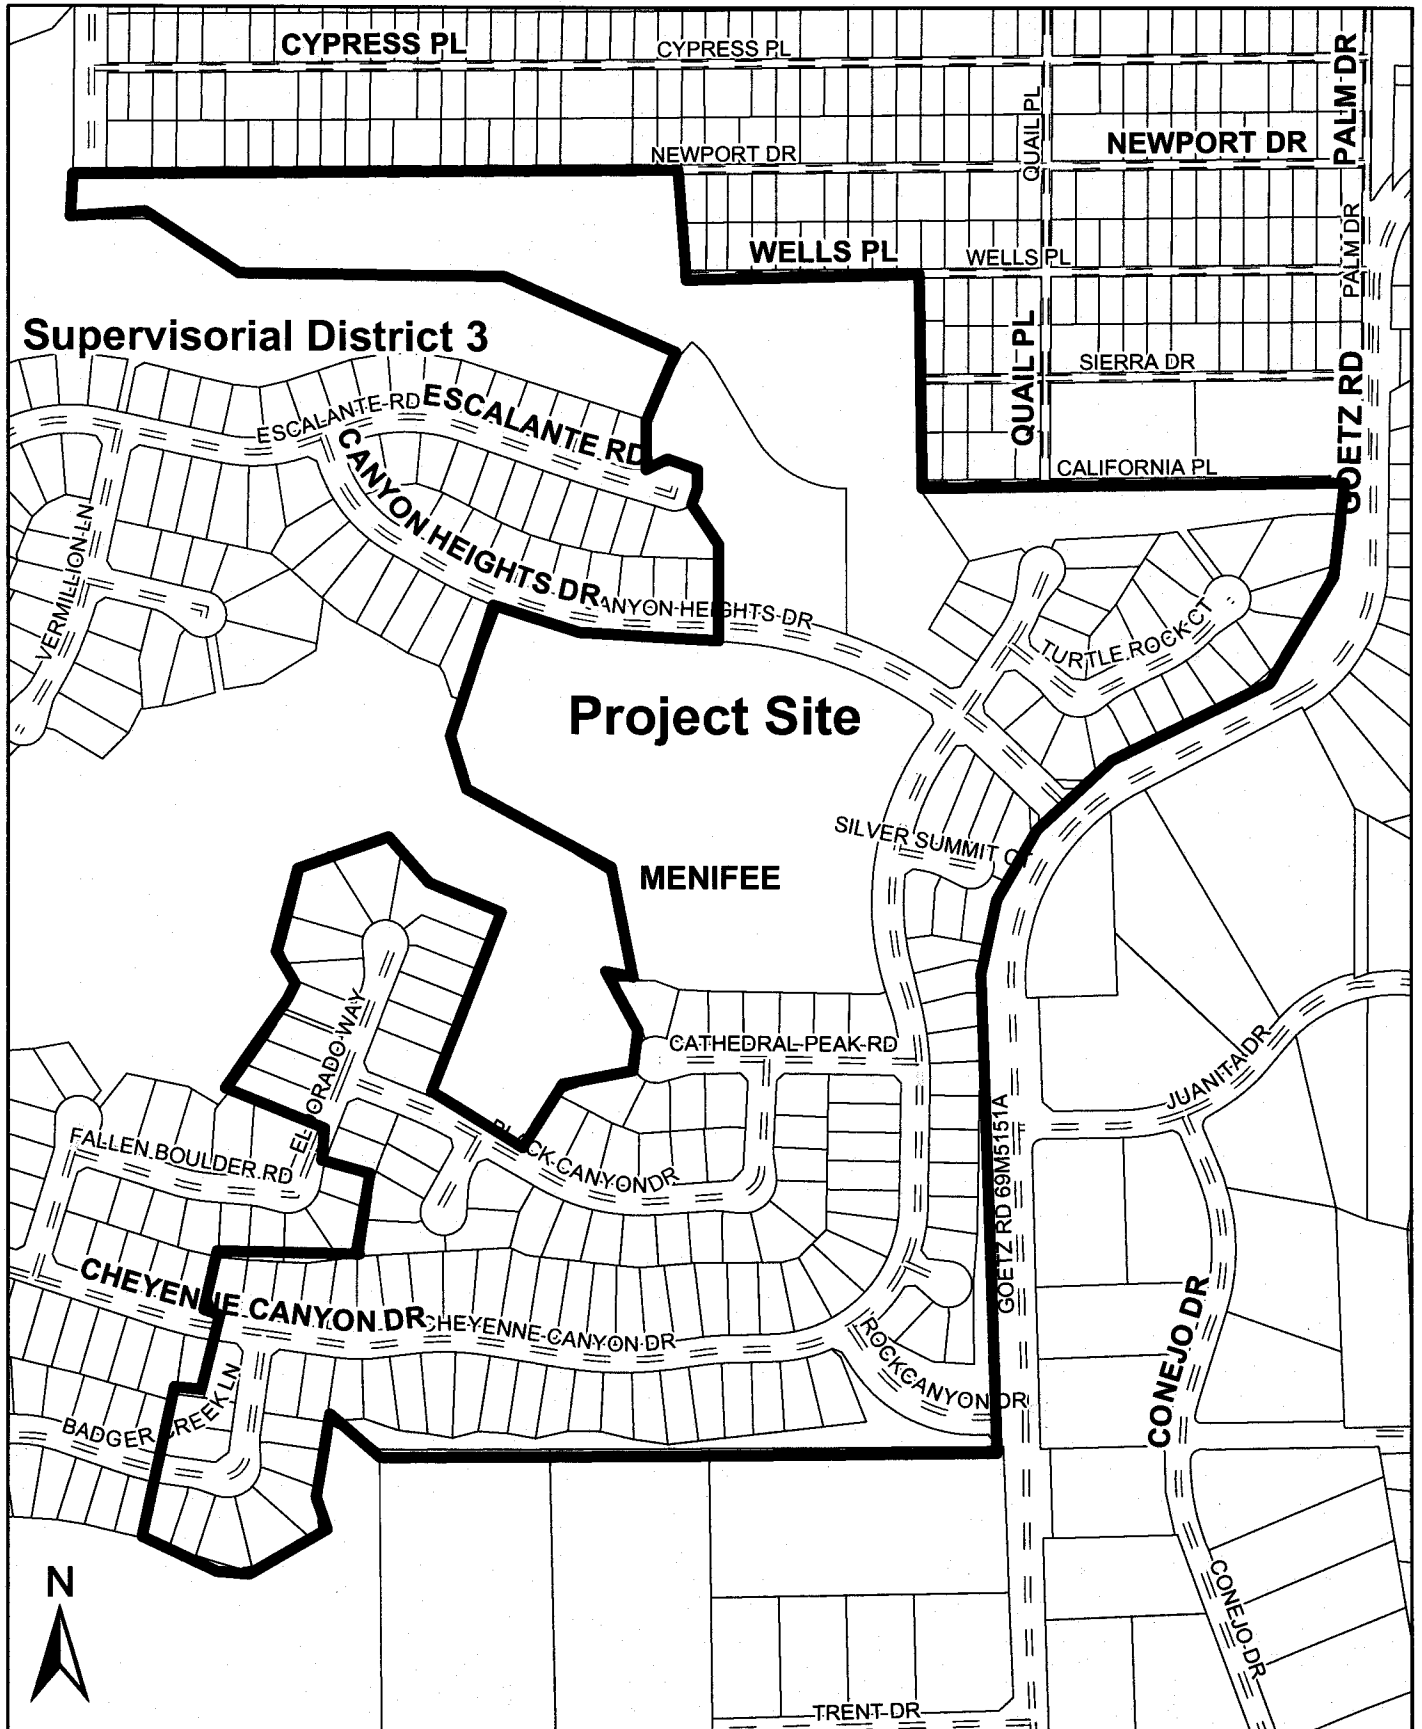 CYPRESS PL
CYPRESS PL
PALM DR
QUAIL PL
NEWPORT DR
NEWPORT DR
WELLS PL
WELLS PL
PALM DR
Supervisorial District 3
QUAIL PL
SIERRA DR
GOETZ RD
ESCALANTE RD
ESCALANTE RD
CANYON HEIGHTS DR
CALIFORNIA PL
VERMILLION LN
ANYON HEIGHTS DR
TURTLE ROCK CT
Project Site
SILVER SUMMIT CT
MENIFEE
EL DORADO WAY
CATHEDRAL PEAK RD
JUANITA DR
FALLEN BOULDER RD
BLACK CANYON DR
GOETZ RD 69M5151A
CHEYENNE CANYON DR
CHEYENNE CANYON DR
ROCK CANYON DR
CONEJO DR
BADGER CREEK LN
N
CONEJO DR
TRENT DR